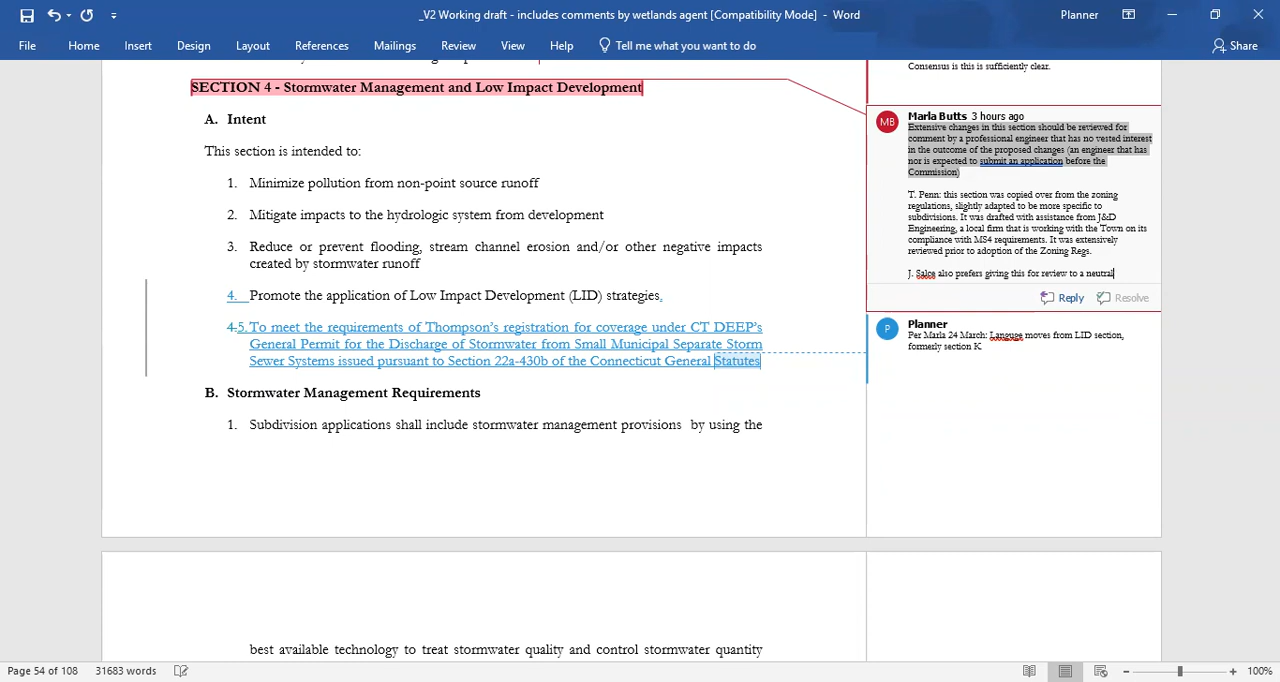 _V2 Working draft - includes comments by wetlands agent [Compatibility Mode] - Word
Planner
File Home Insert Design Layout References Mailings Review View Help Tell me what you want to do Share
Consensus is this is sufficiently clear.
SECTION 4 - Stormwater Management and Low Impact Development
A. Intent
This section is intended to:
1. Minimize pollution from non-point source runoff
2. Mitigate impacts to the hydrologic system from development
3. Reduce or prevent flooding, stream channel erosion and/or other negative impacts
created by stormwater runoff
4. Promote the application of Low Impact Development (LID) strategies.
4.5. To meet the requirements of Thompson's registration for coverage under CT DEEP's
General Permit for the Discharge of Stormwater from Small Municipal Separate Storm
Sewer Systems issued pursuant to Section 22a-430b of the Connecticut General Statutes
B. Stormwater Management Requirements
1. Subdivision applications shall include stormwater management provisions by using the
best available technology to treat stormwater quality and control stormwater quantity
MB
Marla Butts 3 hours ago
Extensive changes in this section should be reviewed for
comment by a professional engineer that has no vested interest
in the outcome of the proposed changes (an engineer that has
nor is expected to submit an application before the
Commission)
T. Penn: this section was copied over from the zoning
regulations, slightly adapted to be more specific to
subdivisions. It was drafted with assistance from J&D
Engineering, a local firm that is working with the Town on its
compliance with MS4 requirements. It was extensively
reviewed prior to adoption of the Zoning Regs.
J. Salce also prefers giving this for review to a neutral
Reply Resolve
P
Planner
Per Marla 24 March: Languge moves from LID section,
formerly section K
Page 54 of 108 31683 words
100%